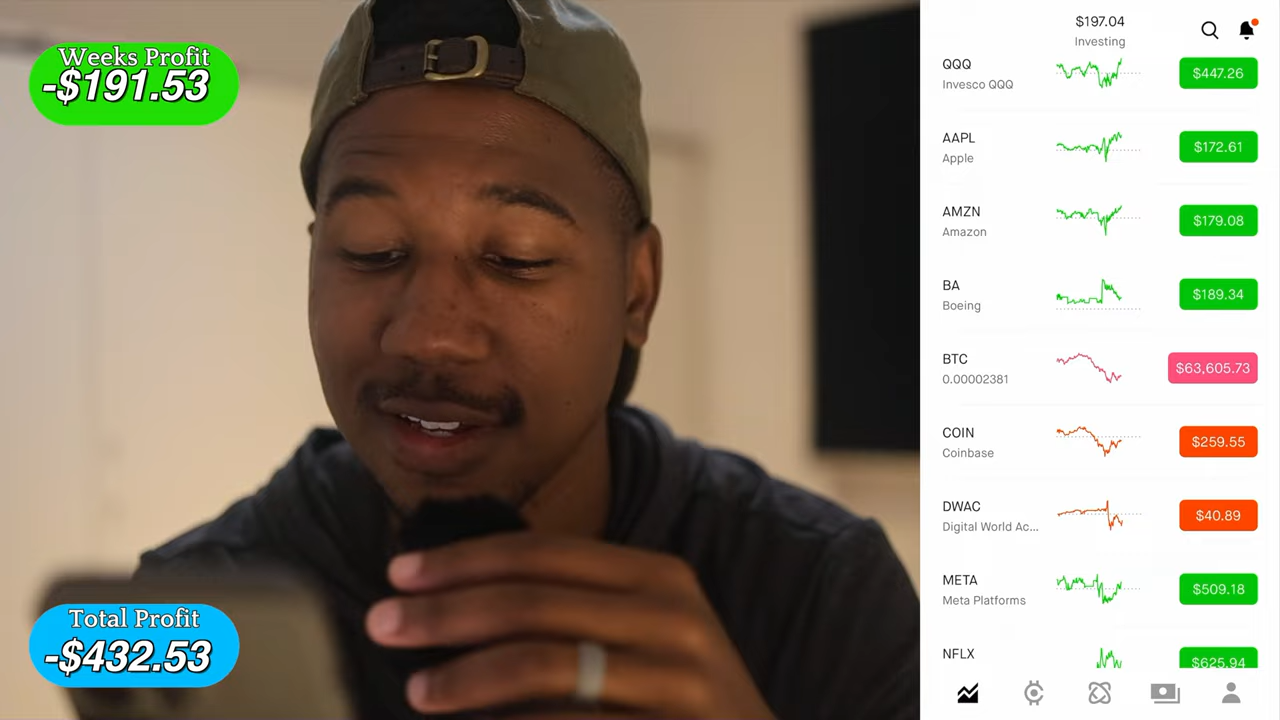 Weeks Profit
-$191.53
Total Profit
-$432.53
$197.04
Investing
QQQ
Invesco QQQ
$447.26
AAPL
Apple
$172.61
AMZN
Amazon
$179.08
BA
Boeing
$189.34
BTC
0.00002381
$63,605.73
COIN
Coinbase
$259.55
DWAC
Digital World Ac...
$40.89
META
Meta Platforms
$509.18
NFLX
$625.94